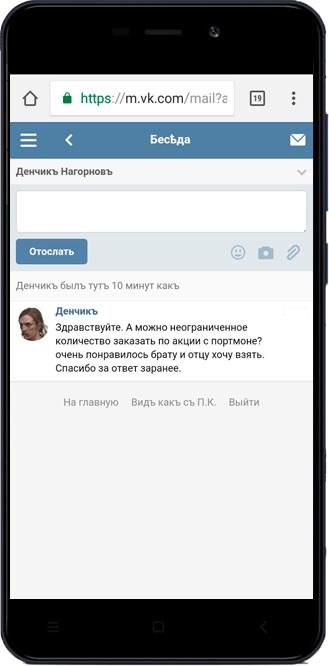 https://m.vk.com/mail?a
19
Бесѣда
Денчикъ Нагорновъ
Отослать
Денчикъ былъ тутъ 10 минут какъ
Денчикъ
Здравствуйте. А можно неограниченное
количество заказать по акции с портмоне?
очень понравилось брату и отцу хочу взять.
Спасибо за ответ заранее.
На главную Видъ какъ съ П.К. Выйти